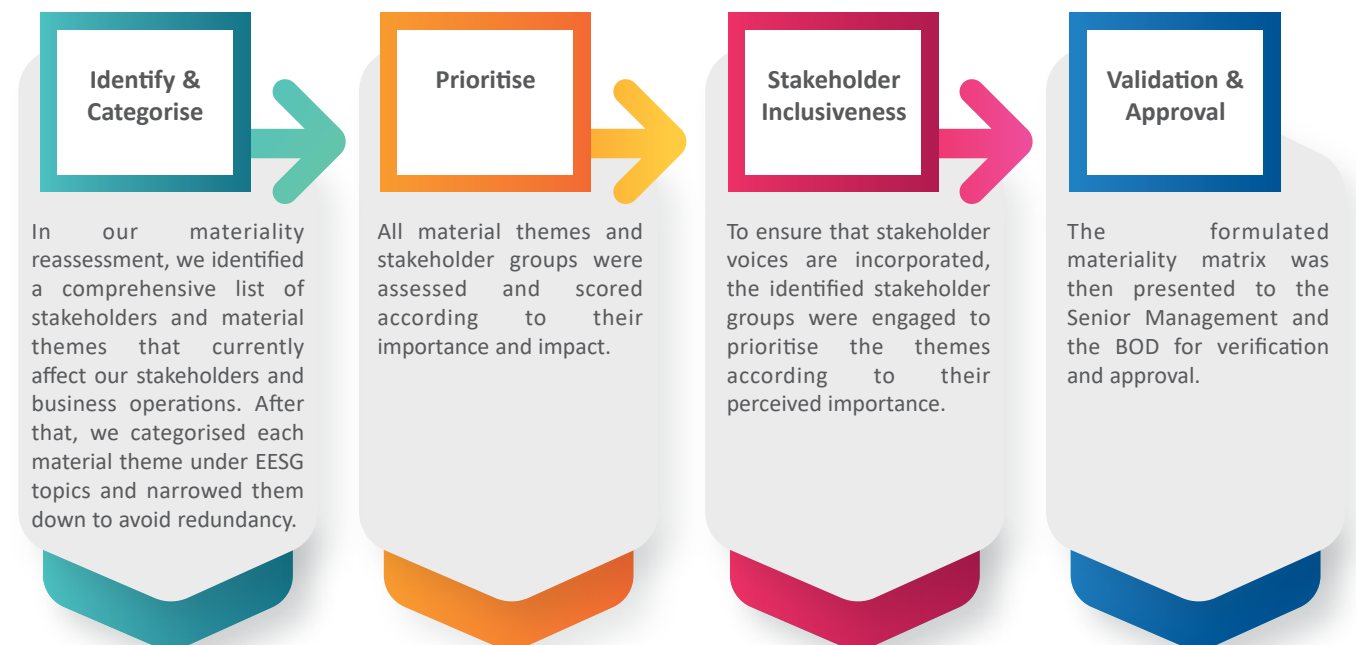 Identify &
Categorise
In our materiality
reassessment, we identified
a comprehensive list of
stakeholders and material
themes that currently
affect our stakeholders and
business operations. After
that, we categorised each
material theme under EESG
topics and narrowed them
down to avoid redundancy.
Prioritise
All material themes and
stakeholder groups were
assessed and scored
according to their
importance and impact.
Stakeholder
Inclusiveness
To ensure that stakeholder
voices are incorporated,
the identified stakeholder
groups were engaged to
prioritise the themes
according to their
perceived importance.
Validation &
Approval
The formulated
materiality matrix was
then presented to the
Senior Management and
the BOD for verification
and approval.